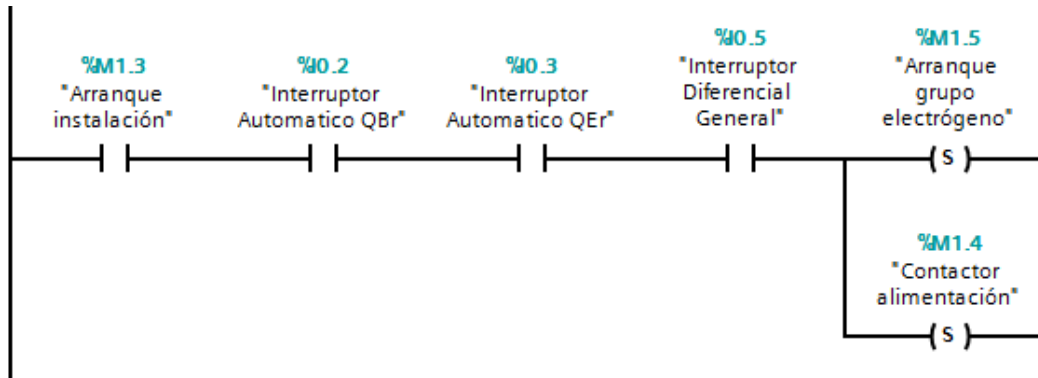 %M1.3
"Arranque
instalación"
%I0.2
"Interruptor
Automatico QBr"
%I0.3
"Interruptor
Automatico QEr"
%I0.5
"Interruptor
Diferencial
General"
%M1.5
"Arranque
grupo
electrógeno"
S
%M1.4
"Contactor
alimentación"
S